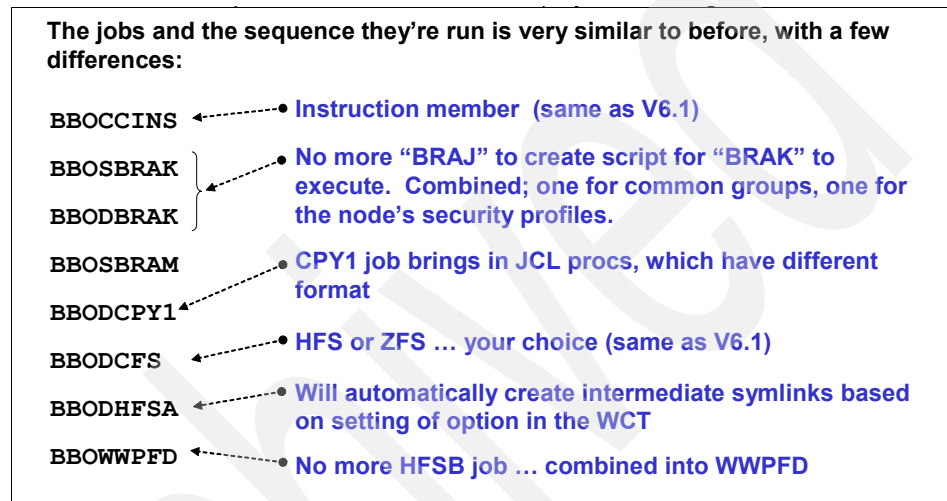 The jobs and the sequence they're run is very similar to before, with a few
differences:
BBOCCINS
• Instruction member (same as V6.1)
BBOSBRAK
BBODBRAK
• No more “BRAJ” to create script for “BRAK” to
execute. Combined; one for common groups, one for
the node's security profiles.
BBOSBRAM
BBODCPY1
• CPY1 job brings in JCL procs, which have different
format
BBODCFS
• HFS or ZFS … your choice (same as V6.1)
BBODHFSA
• Will automatically create intermediate symlinks based
on setting of option in the WCT
BBOWWPFD
• No more HFSB job … combined into WWPFD